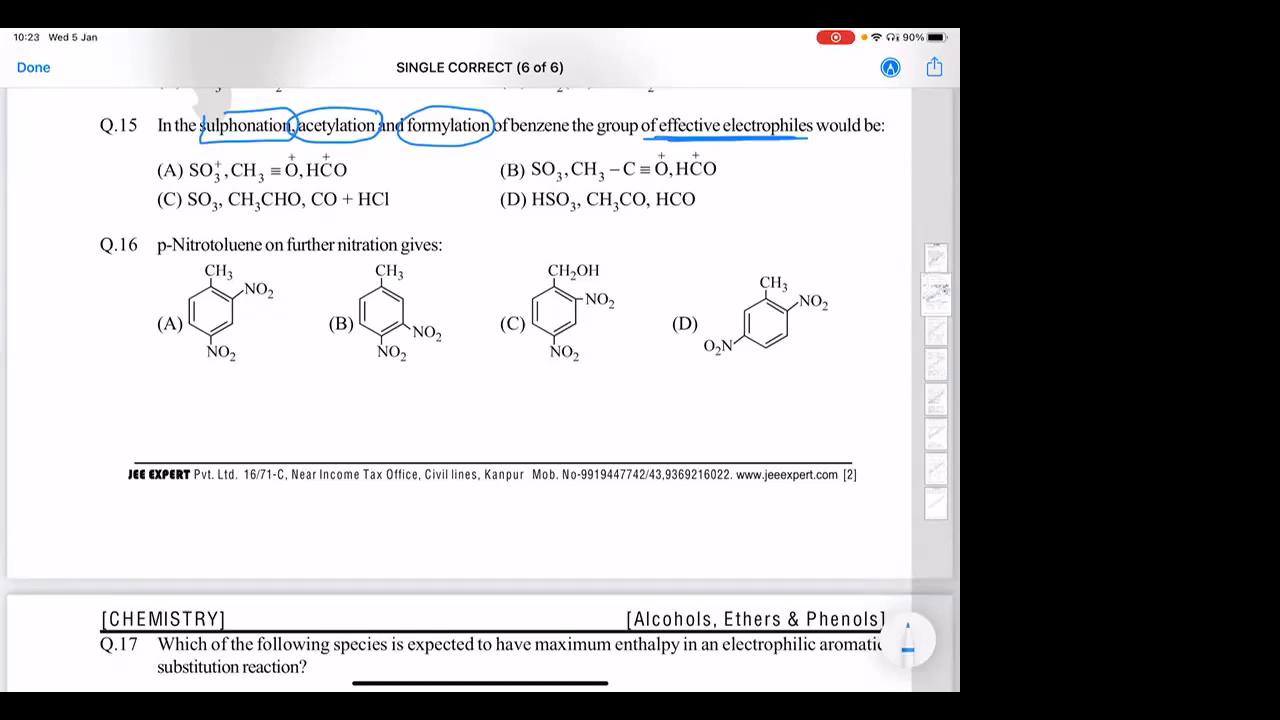 10:23 Wed 5 Jan
90%
Done
SINGLE CORRECT (6 of 6)
Q.15 In the sulphonation, acetylation and formylation of benzene the group of effective electrophiles would be:
(A) SO₃⁺, CH₃ ≡ O⁺, HC⁺O (B) SO₃, CH₃ – C ≡ O⁺, HC⁺O
(C) SO₃, CH₃CHO, CO + HCl (D) HSO₃, CH₃CO, HCO
Q.16 p-Nitrotoluene on further nitration gives:
(A) CH₃ NO₂ NO₂ (B) CH₃ NO₂ NO₂ (C) CH₂OH NO₂ NO₂ (D) CH₃ NO₂ O₂N
JEE EXPERT Pvt. Ltd. 16/71-C, Near Income Tax Office, Civil lines, Kanpur Mob. No-9919447742/43,9369216022. www.jeeexpert.com [2]
[CHEMISTRY] [Alcohols, Ethers & Phenols]
Q.17 Which of the following species is expected to have maximum enthalpy in an electrophilic aromatic
substitution reaction?